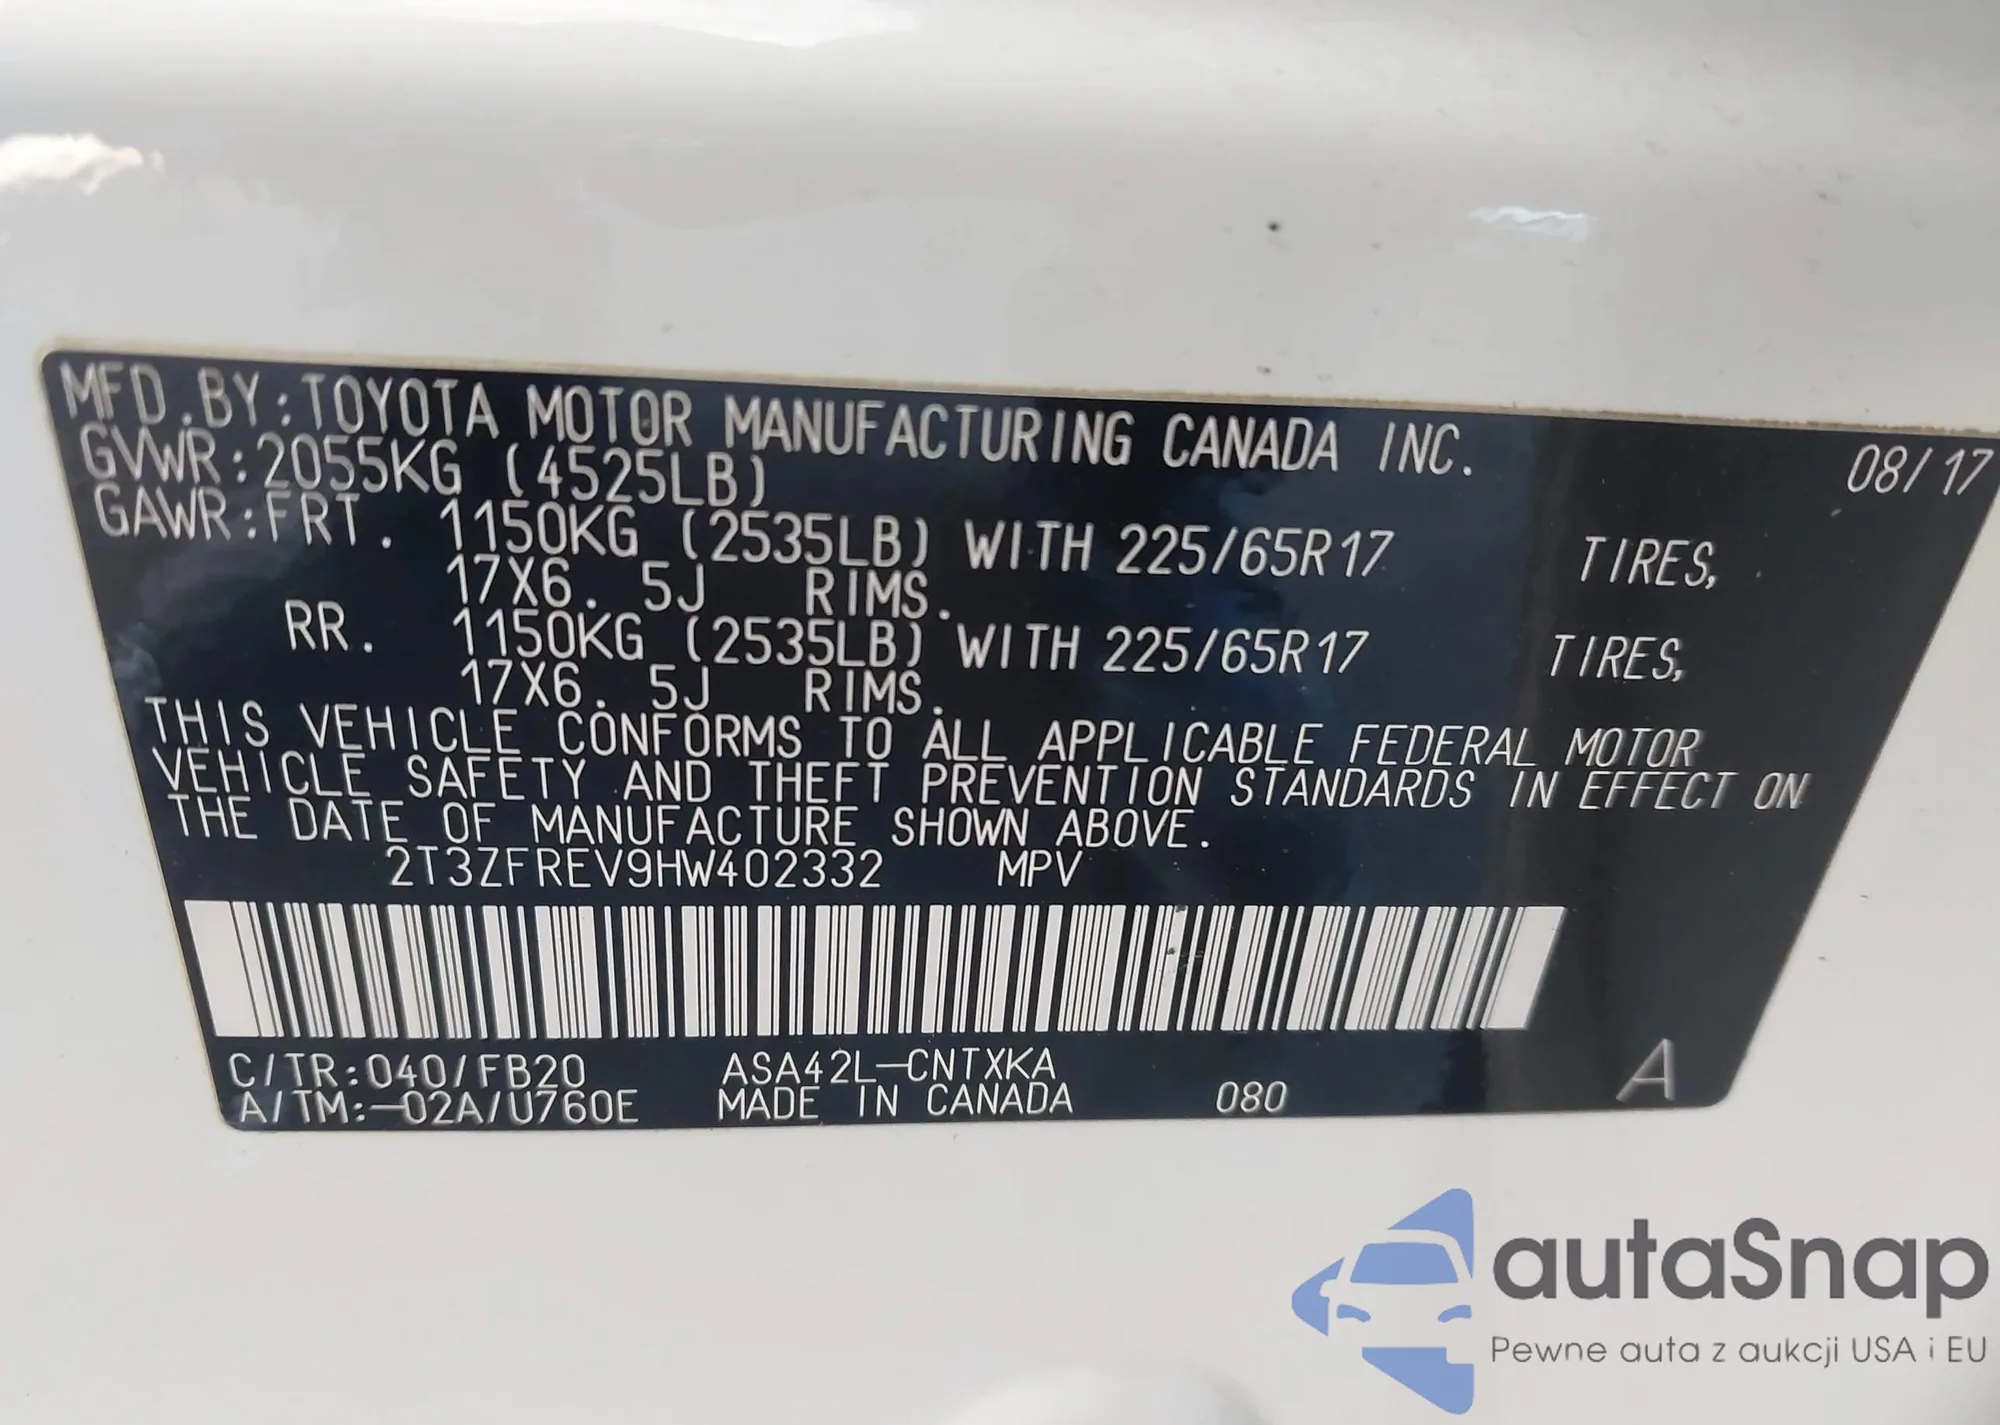 MFD.BY:TOYOTA MOTOR MANUFACTURING CANADA INC. 08/17
GVWR:2055KG (4525LB)
GAWR:FRT. 1150KG (2535LB) WITH 225/65R17 TIRES,
17X6.5J RIMS.
RR. 1150KG (2535LB) WITH 225/65R17 TIRES,
17X6.5J RIMS.
THIS VEHICLE CONFORMS TO ALL APPLICABLE FEDERAL MOTOR
VEHICLE SAFETY AND THEFT PREVENTION STANDARDS IN EFFECT ON
THE DATE OF MANUFACTURE SHOWN ABOVE.
2T3ZFREV9HW402332 MPV
C/TR:040/FB20 ASA42L-CNTXKA
A/TM:-02A/U760E MADE IN CANADA 080 A
autaSnap
Pewne auta z aukcji USA i EU